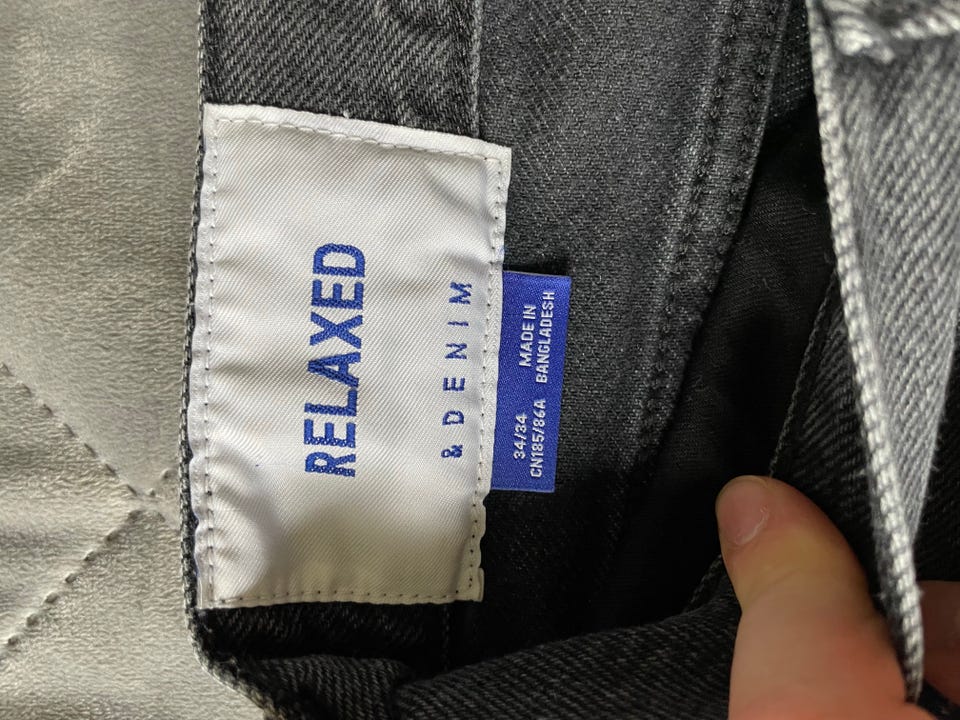 RELAXED
& DENIM
34/34 MADE IN
CN185/86A BANGLADESH